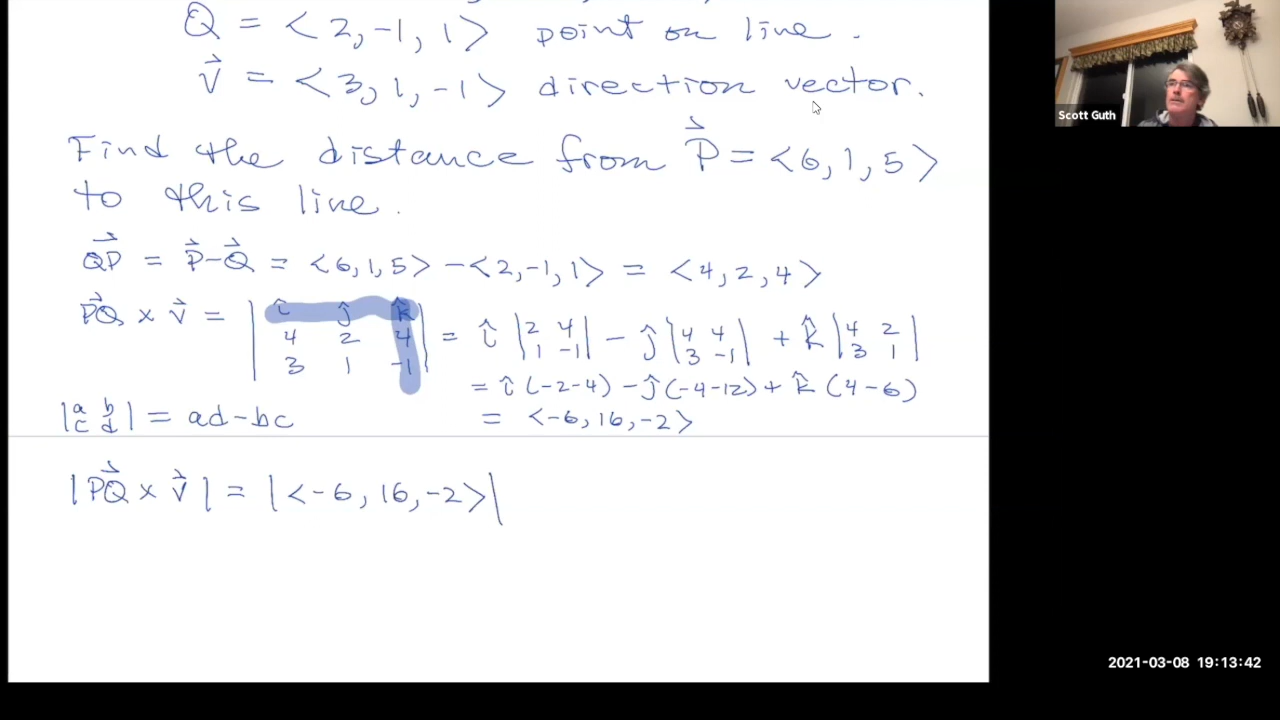 Q = <2,-1,1> point on line.
v⃗ = <3,1,-1> direction vector.
Scott Guth
Find the distance from P⃗ = <6,1,5>
to this line.
QP⃗ = P⃗-Q⃗ = <6,1,5> - <2,-1,1> = <4,2,4>
PQ⃗ × v⃗ = | î ĵ k̂ | = î |2 4| - ĵ |4 4| + k̂ |4 2|
| 4 2 4 | |1 -1| |3 -1| |3 1|
| 3 1 -1 |
= î(-2-4) - ĵ(-4-12) + k̂(4-6)
|a b|
|c d| = ad-bc
= <-6,16,-2>
|PQ⃗ × v⃗| = |<-6,16,-2>|
2021-03-08 19:13:42